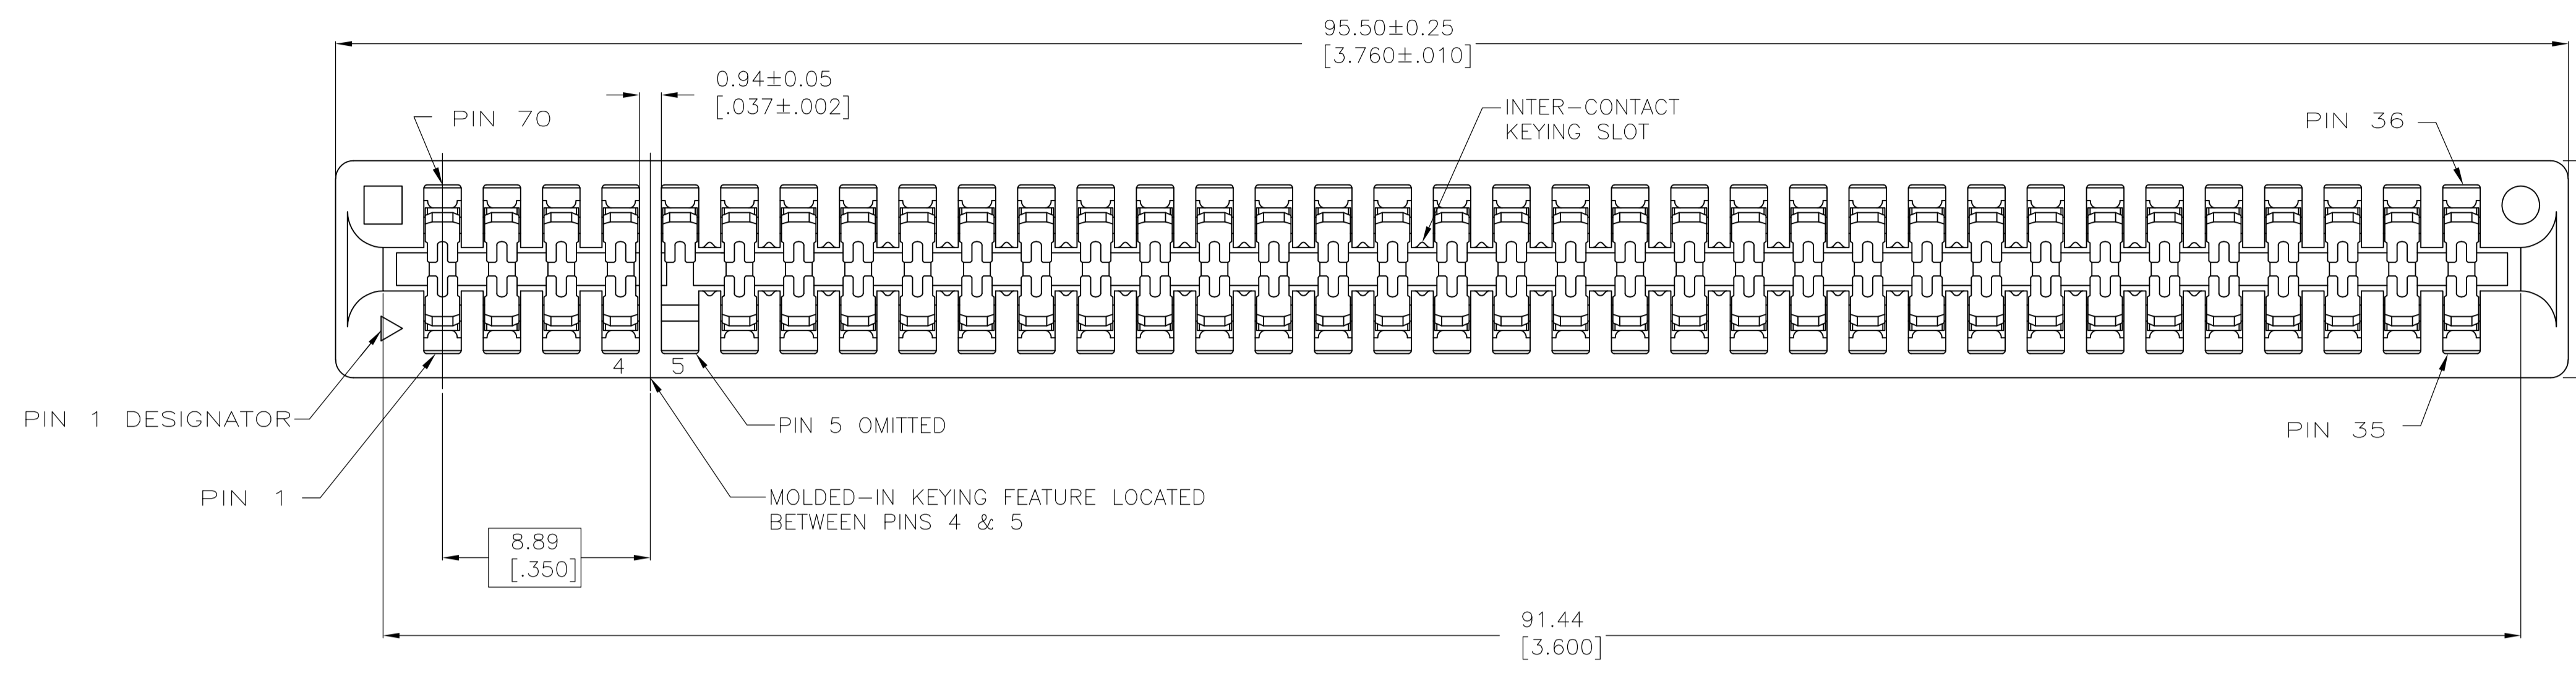 95.50±0.25
[3.760±.010]
0.94±0.05
[.037±.002]
PIN 70
INTER-CONTACT
KEYING SLOT
PIN 36
4
5
PIN 1 DESIGNATOR
PIN 5 OMITTED
PIN 35
PIN 1
MOLDED-IN KEYING FEATURE LOCATED
BETWEEN PINS 4 & 5
8.89
[.350]
91.44
[3.600]